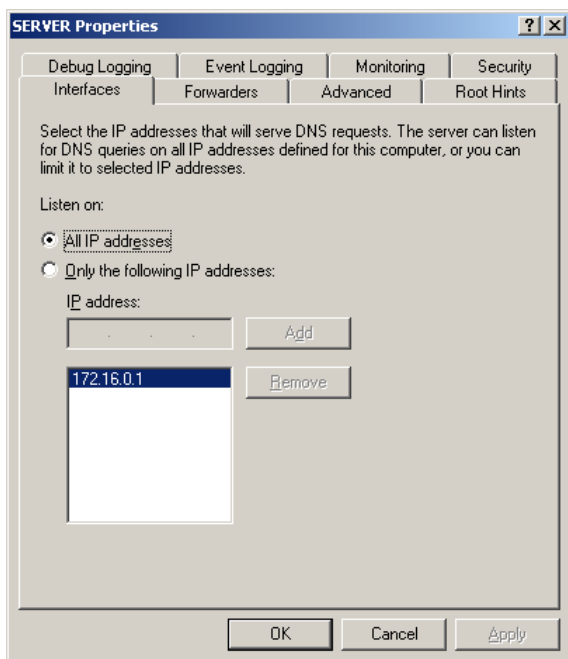 SERVER Properties
Debug Logging Event Logging Monitoring Security
Interfaces Forwarders Advanced Root Hints
Select the IP addresses that will serve DNS requests. The server can listen
for DNS queries on all IP addresses defined for this computer, or you can
limit it to selected IP addresses.
Listen on:
All IP addresses
Only the following IP addresses:
IP address:
. . .
Add
172.16.0.1
Remove
OK Cancel Apply